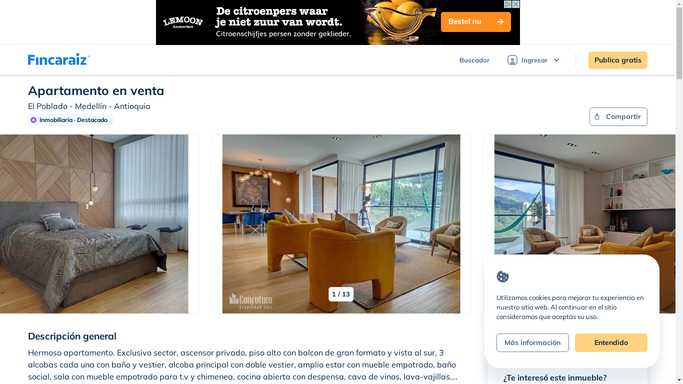 LEMOON
De citroenpers waar
je niet zuur van wordt.
Citroenschijfjes persen zonder geklieder.
Bestel nu
Fincaraiz
Buscador
Ingresar
Publica gratis
Apartamento en venta
El Poblado - Medellín - Antioquia
Inmobiliaria · Destacado
Compartir
1 / 13
Utilizamos cookies para mejorar tu experiencia en
nuestro sitio web. Al continuar en el sitio
consideramos que aceptas su uso.
Más información
Entendido
Descripción general
Hermoso apartamento. Exclusivo sector, ascensor privado, piso alto con balcon de gran formato y vista al sur, 3
alcobas cada una con baño y vestier, alcoba principal con doble vestier, amplio estar con mueble empotrado, baño
social, sala con mueble empotrado para t.v y chimenea, cocina abierta con despensa, cava de vinos, lava-vajillas,...
¿Te interesó este inmueble?